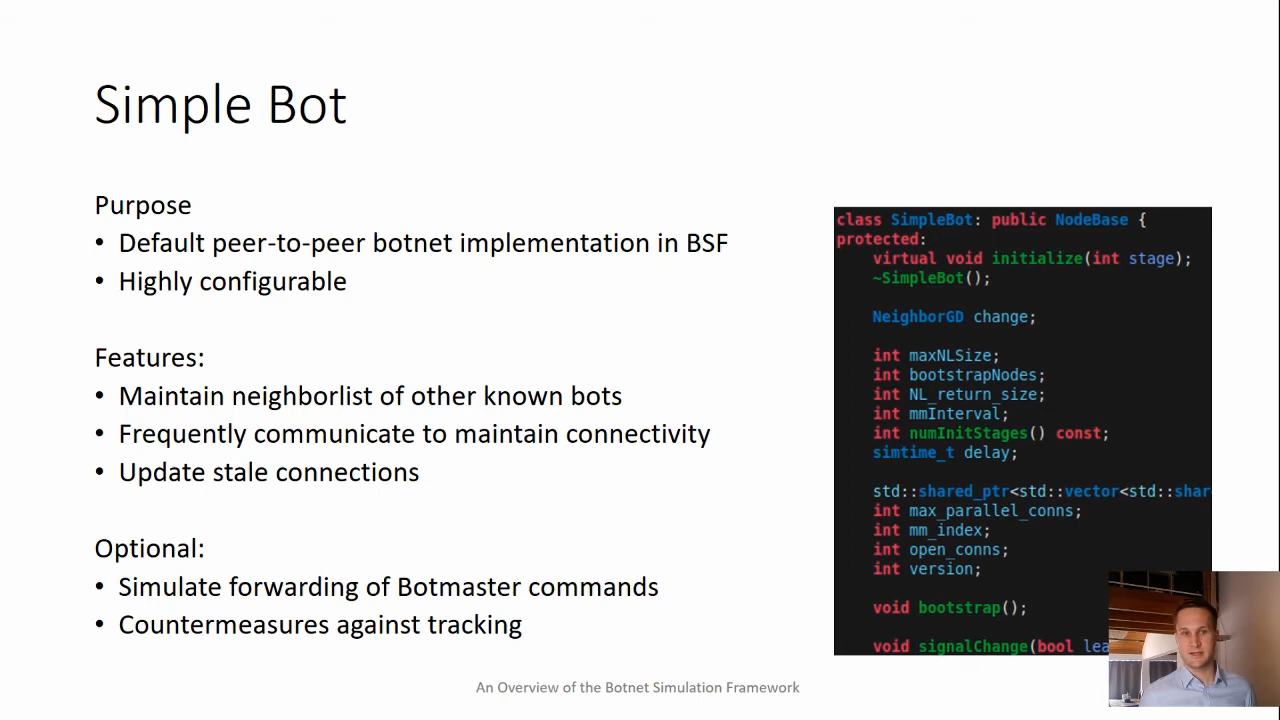 Simple Bot
Purpose
• Default peer-to-peer botnet implementation in BSF
• Highly configurable
Features:
• Maintain neighborlist of other known bots
• Frequently communicate to maintain connectivity
• Update stale connections
Optional:
• Simulate forwarding of Botmaster commands
• Countermeasures against tracking
class SimpleBot: public NodeBase {
protected:
virtual void initialize(int stage);
~SimpleBot();
NeighborGD change;
int maxNLSize;
int bootstrapNodes;
int NL_return_size;
int mmInterval;
int numInitStages() const;
simtime_t delay;
std::shared_ptr<std::vector<std::shar
int max_parallel_conns;
int mm_index;
int open_conns;
int version;
void bootstrap();
void signalChange(bool lea
An Overview of the Botnet Simulation Framework